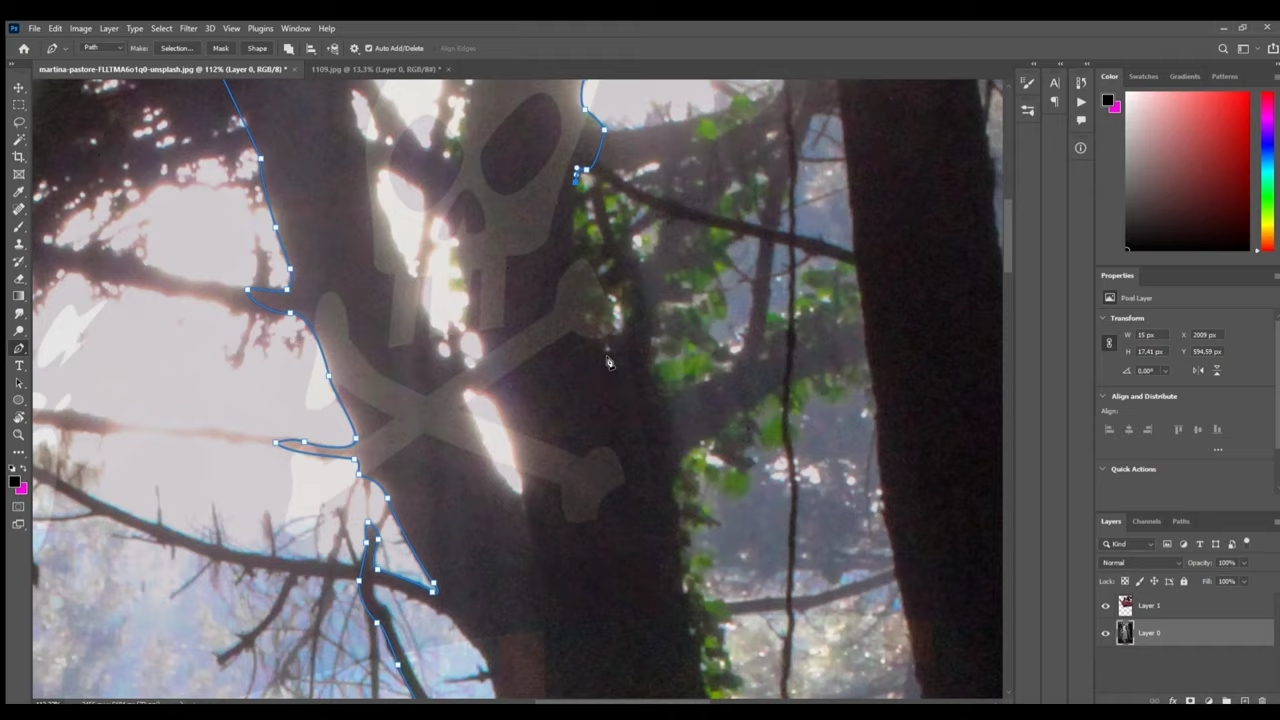 Ps File Edit Image Layer Type Select Filter 3D View Plugins Window Help
Path Make: Selection... Mask Shape Auto Add/Delete Align Edges
martina-pastore-FLLTMA6o1q0-unsplash.jpg @ 112% (Layer 0, RGB/8) * × 1109.jpg @ 13,3% (Layer 0, RGB/8#) * ×
Color Swatches Gradients Patterns
Properties
Pixel Layer
Transform
W 15 px X 2009 px
H 17,41 px Y 594,59 px
0,00°
Align and Distribute
Align:
Quick Actions
Layers Channels Paths
Kind
Normal Opacity: 100%
Lock: Fill: 100%
Layer 1
Layer 0